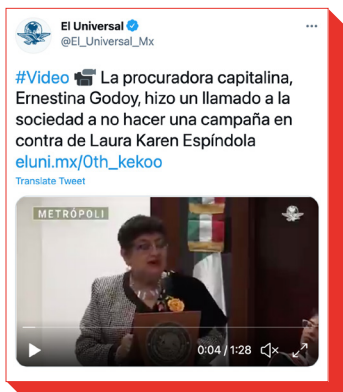 El Universal
@El_Universal_Mx
#Video La procuradora capitalina,
Ernestina Godoy, hizo un llamado a la
sociedad a no hacer una campaña en
contra de Laura Karen Espíndola
eluni.mx/0th_kekoo
Translate Tweet
METRÓPOLI
0:04 / 1:28